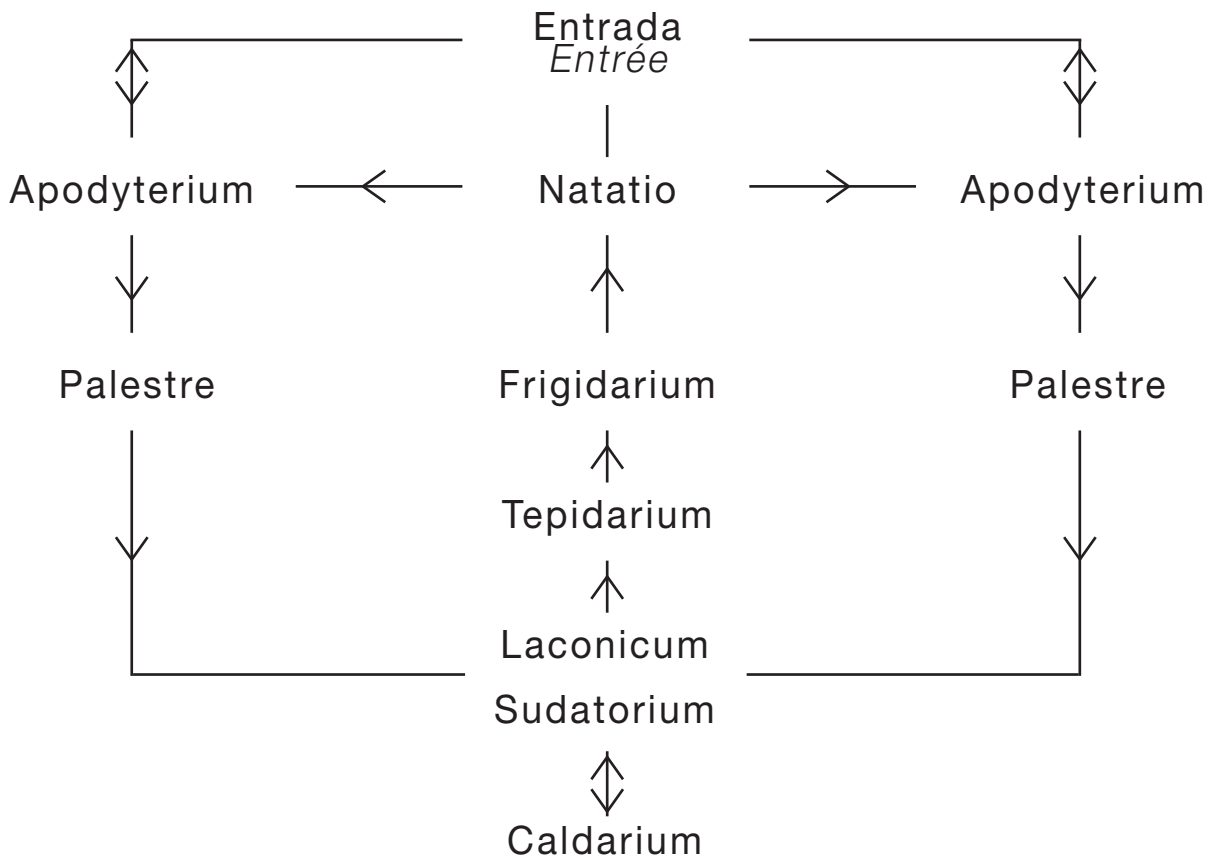 Entrada
Entrée
Apodyterium
Natatio
Apodyterium
Palestre
Frigidarium
Palestre
Tepidarium
Laconicum
Sudatorium
Caldarium